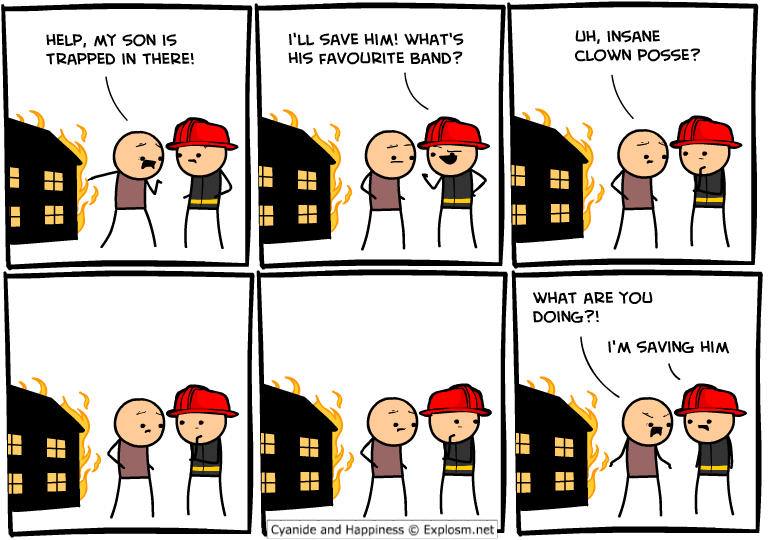 HELP, MY SON IS
TRAPPED IN THERE!
I'LL SAVE HIM! WHAT'S
HIS FAVOURITE BAND?
UH, INSANE
CLOWN POSSE?
WHAT ARE YOU
DOING?!
I'M SAVING HIM
Cyanide and Happiness © Explosm.net